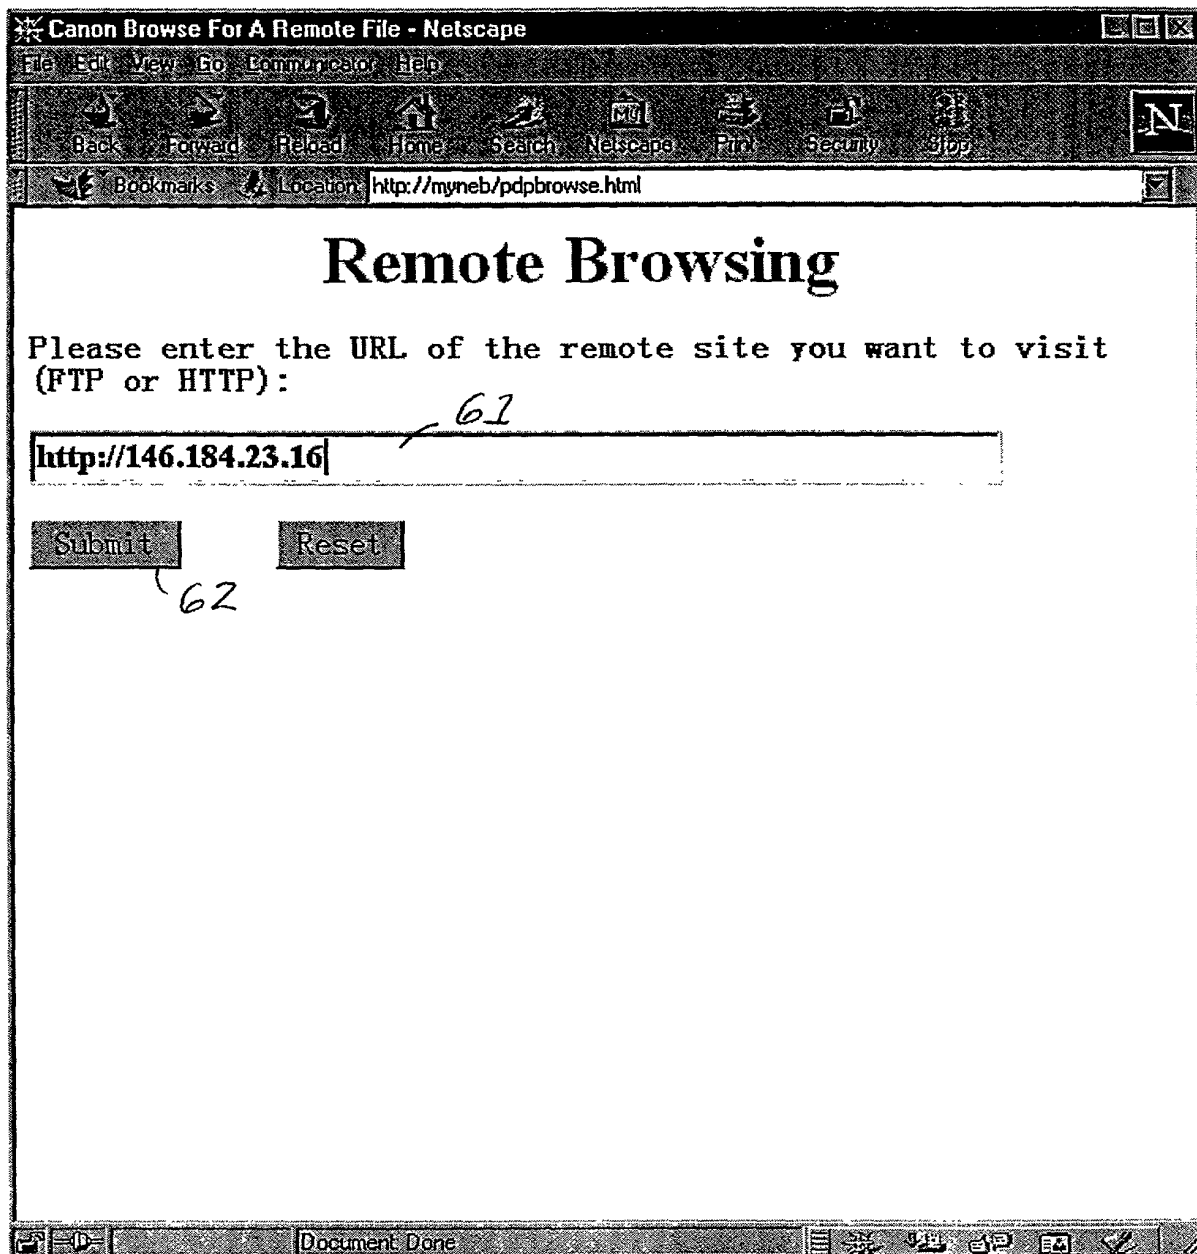 Canon Browse For A Remote File - Netscape
File Edit View Go Communicator Help
Back Forward Reload Home Search Netscape Print Security Stop
My
N
Bookmarks Location: http://myneb/pdpbrowse.html
Remote Browsing
Please enter the URL of the remote site you want to visit
(FTP or HTTP):
61
http://146.184.23.16
Submit Reset
62
Document: Done